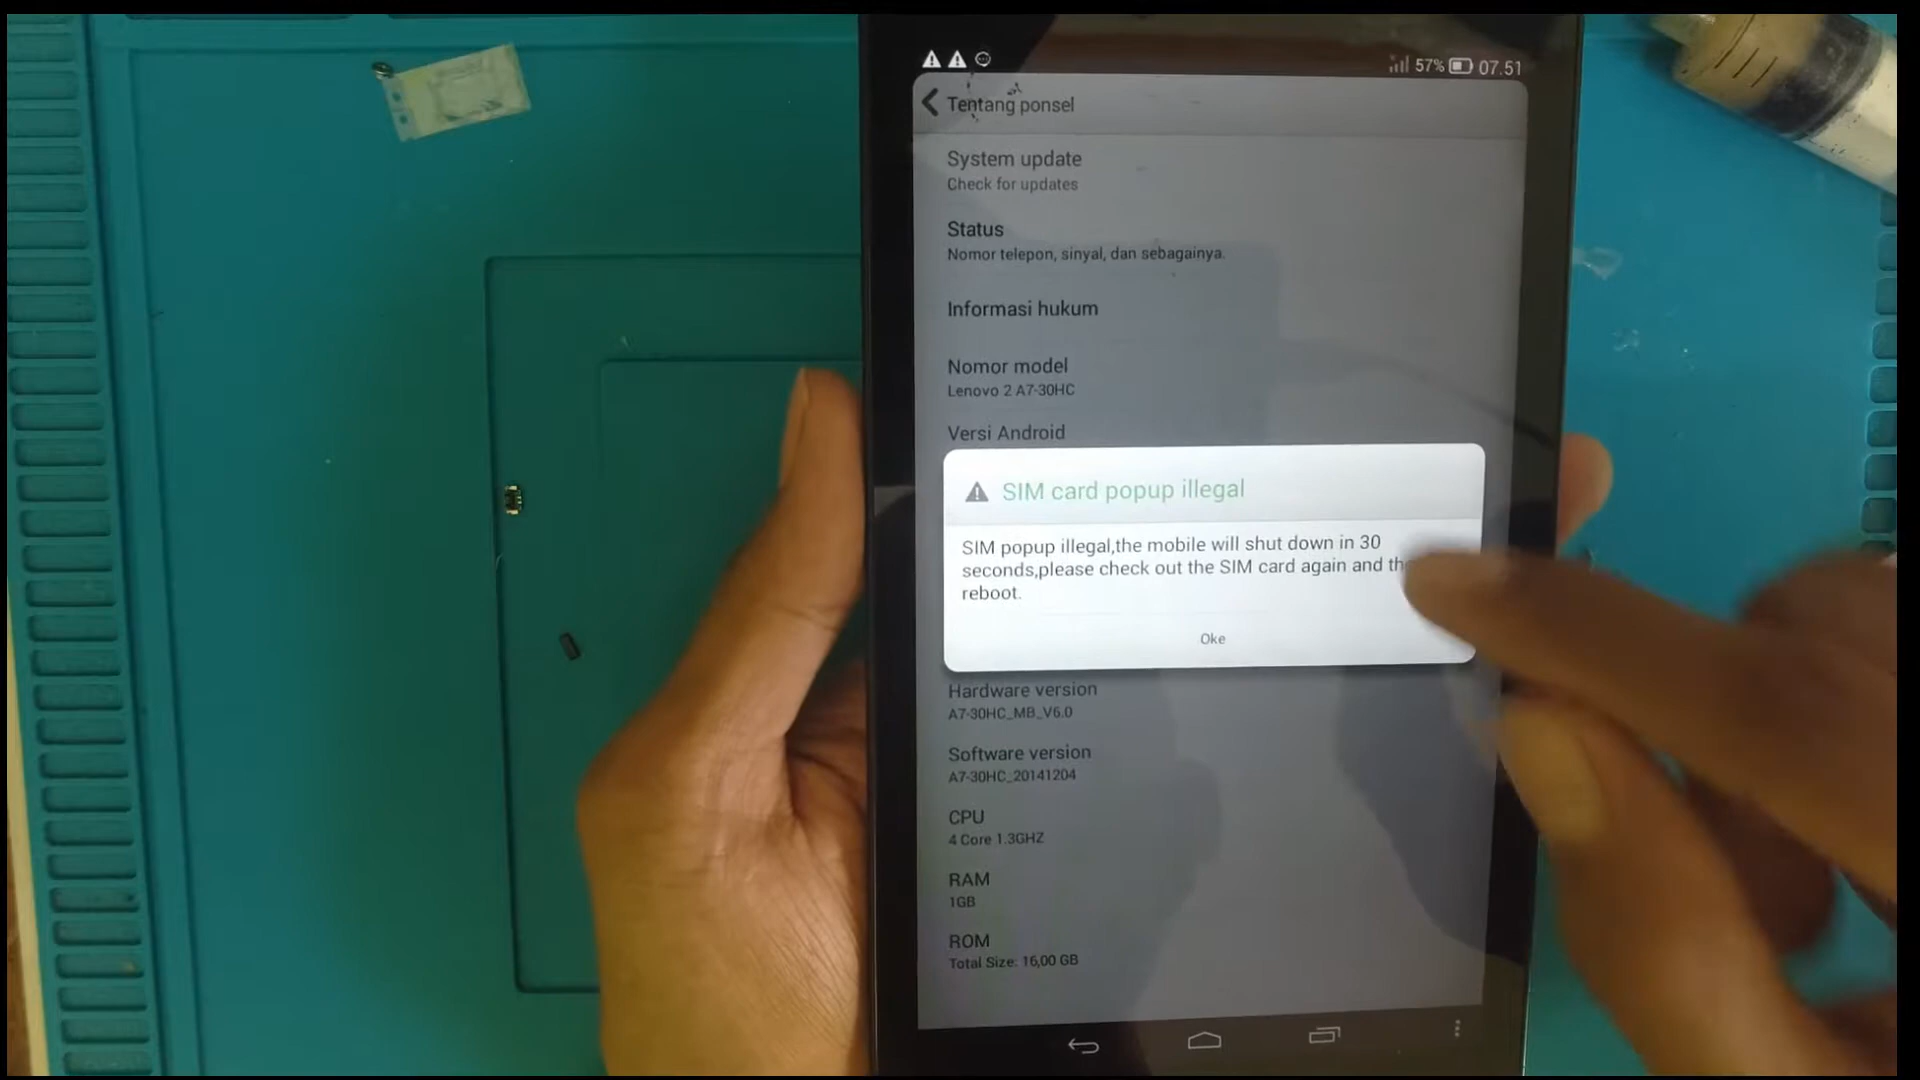 57% 07.51
Tentang ponsel
System update
Check for updates
Status
Nomor telepon, sinyal, dan sebagainya.
Informasi hukum
Nomor model
Lenovo 2 A7-30HC
Versi Android
SIM card popup illegal
SIM popup illegal,the mobile will shut down in 30
seconds,please check out the SIM card again and
reboot.
Oke
Hardware version
A7-30HC_MB_V6.0
Software version
A7-30HC_20141204
CPU
4 Core 1.3GHZ
RAM
1GB
ROM
Total Size: 16,00 GB